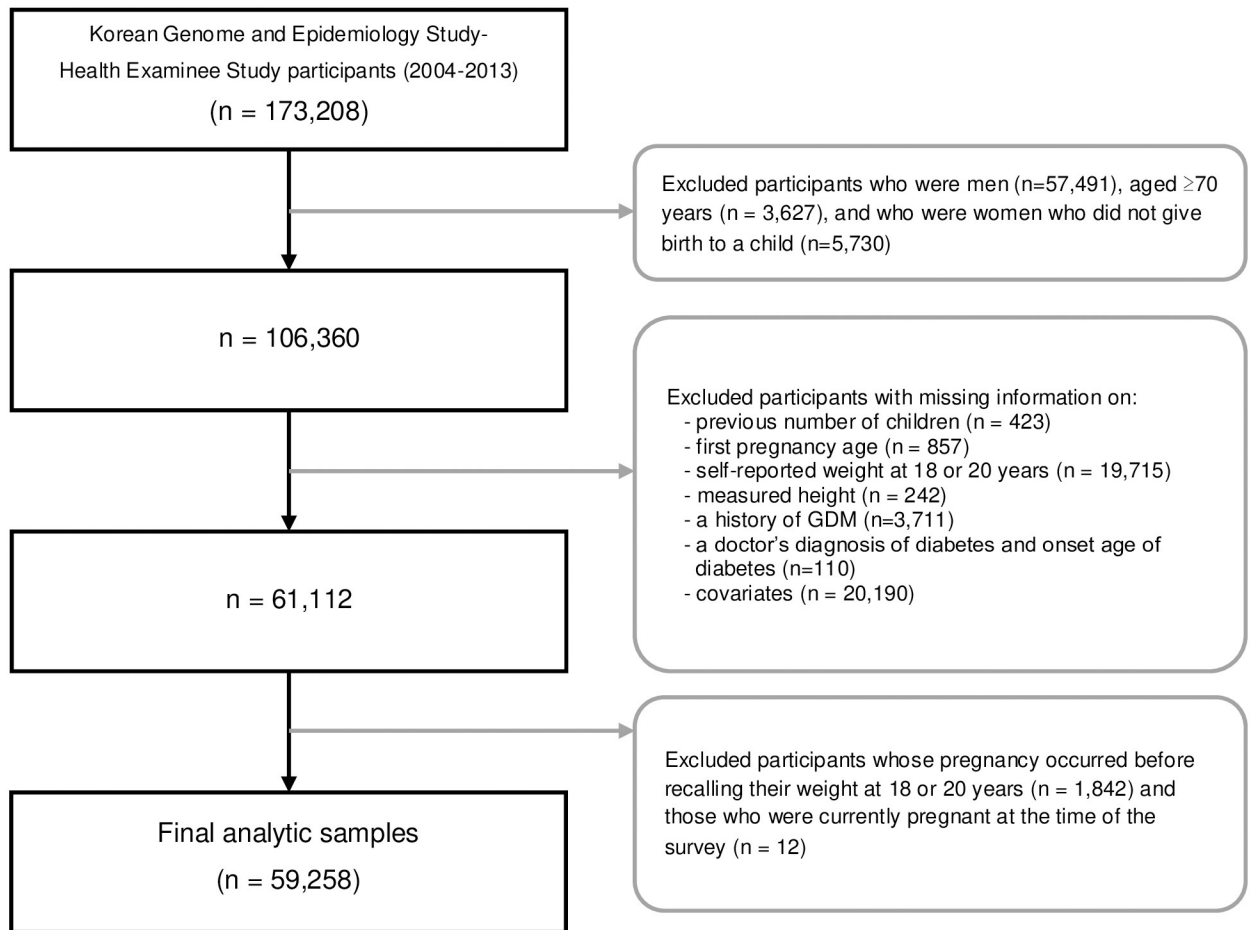 Korean Genome and Epidemiology Study-
Health Examinee Study participants (2004-2013)
(n = 173,208)
Excluded participants who were men (n=57,491), aged ≥70
years (n = 3,627), and who were women who did not give
birth to a child (n=5,730)
n = 106,360
Excluded participants with missing information on:
- previous number of children (n = 423)
- first pregnancy age (n = 857)
- self-reported weight at 18 or 20 years (n = 19,715)
- measured height (n = 242)
- a history of GDM (n=3,711)
- a doctor's diagnosis of diabetes and onset age of
diabetes (n=110)
- covariates (n = 20,190)
n = 61,112
Excluded participants whose pregnancy occurred before
recalling their weight at 18 or 20 years (n = 1,842) and
those who were currently pregnant at the time of the
survey (n = 12)
Final analytic samples
(n = 59,258)